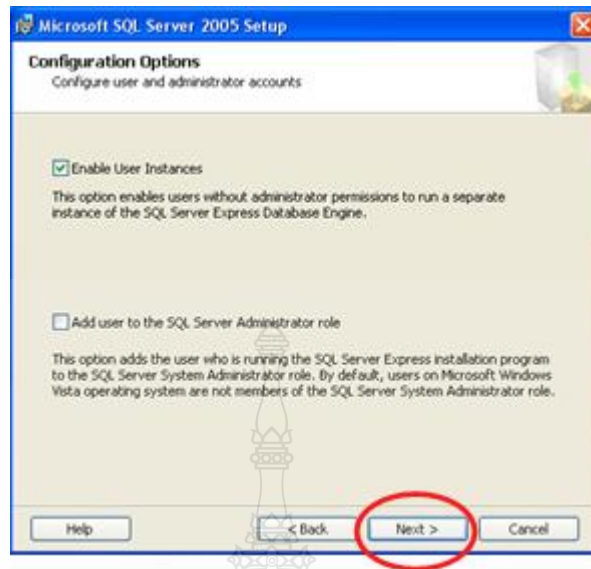 Microsoft SQL Server 2005 Setup
Configuration Options
Configure user and administrator accounts
Enable User Instances
This option enables users without administrator permissions to run a separate
instance of the SQL Server Express Database Engine.
Add user to the SQL Server Administrator role
This option adds the user who is running the SQL Server Express installation program
to the SQL Server System Administrator role. By default, users on Microsoft Windows
Vista operating system are not members of the SQL Server System Administrator role.
Help
< Back
Next >
Cancel